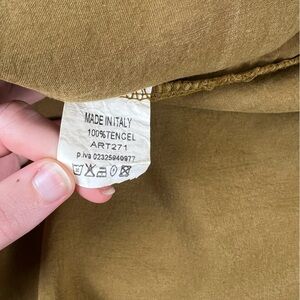 MADE IN ITALY
100%TENCEL
ART271
p.iva 02325940977